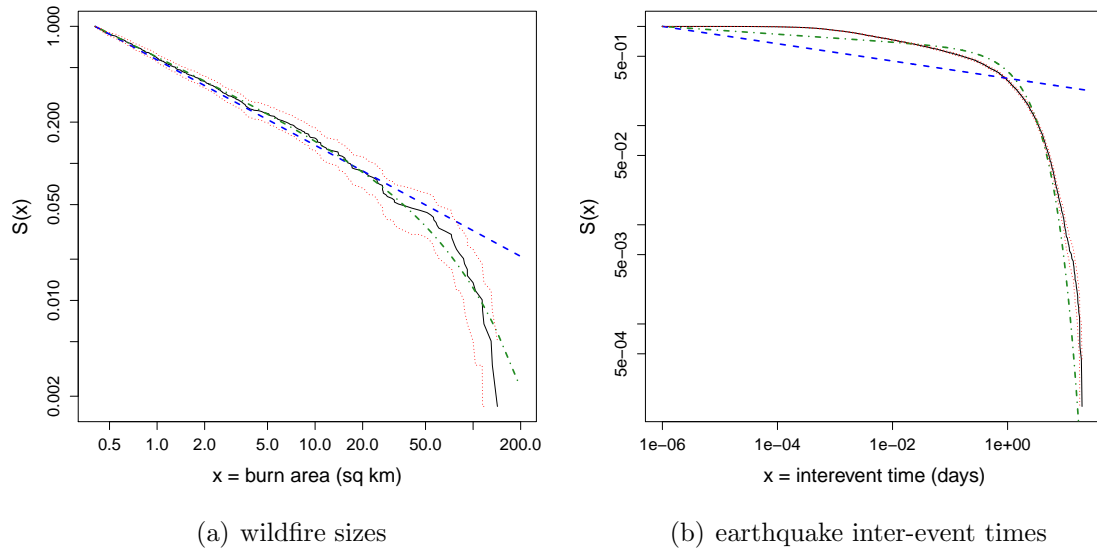 S(x)
1.000
0.200
0.050
0.010
0.002
0.5 1.0 2.0 5.0 10.0 20.0 50.0 200.0
x = burn area (sq km)
(a) wildfire sizes
S(x)
5e−01
5e−02
5e−03
5e−04
1e−06 1e−04 1e−02 1e+00
x = interevent time (days)
(b) earthquake inter-event times